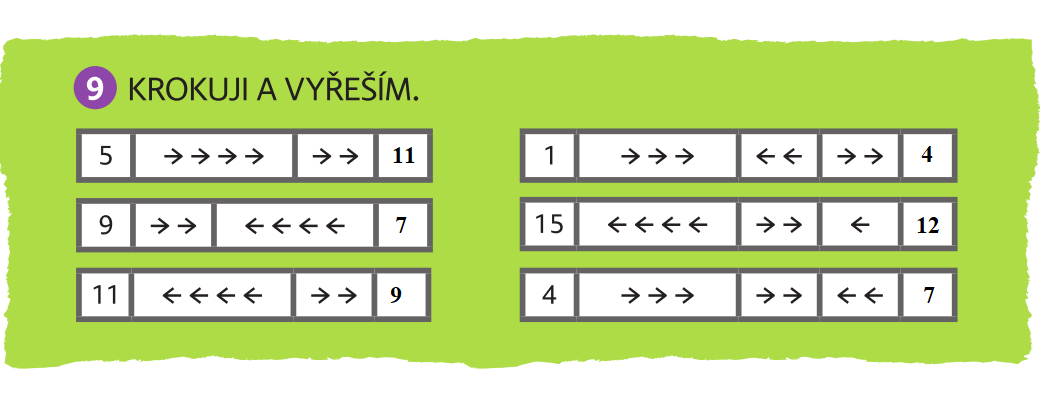 9 KROKUJI A VYŘEŠÍM.
5 →→→→ →→ 11
9 →→ ←←←← 7
11 ←←←← →→ 9
1 →→→ ←← →→ 4
15 ←←←← →→ ← 12
4 →→→ →→ ←← 7